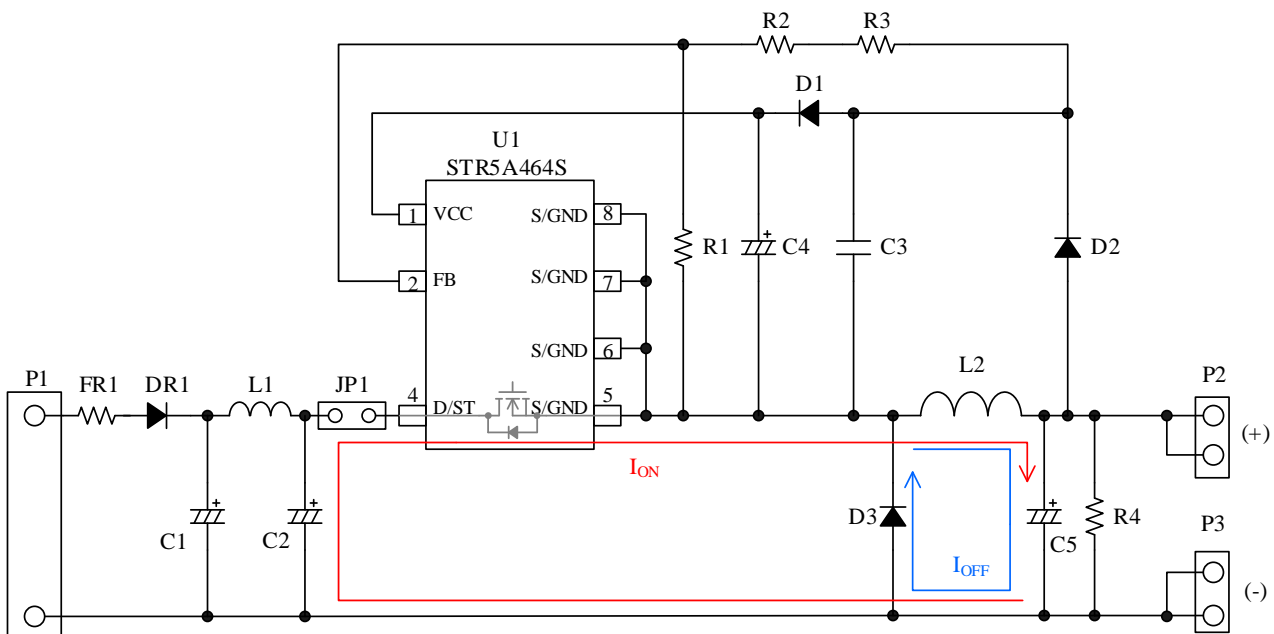 R2 R3
D1
U1
STR5A464S
1 VCC S/GND 8
R1 C4 C3 D2
+
2 FB S/GND 7
S/GND 6
P1 FR1 DR1 L1 JP1 L2 P2
4 D/ST S/GND 5
(+)
ION
+ + +
C1 C2 D3 C5 R4 P3
IOFF
(-)